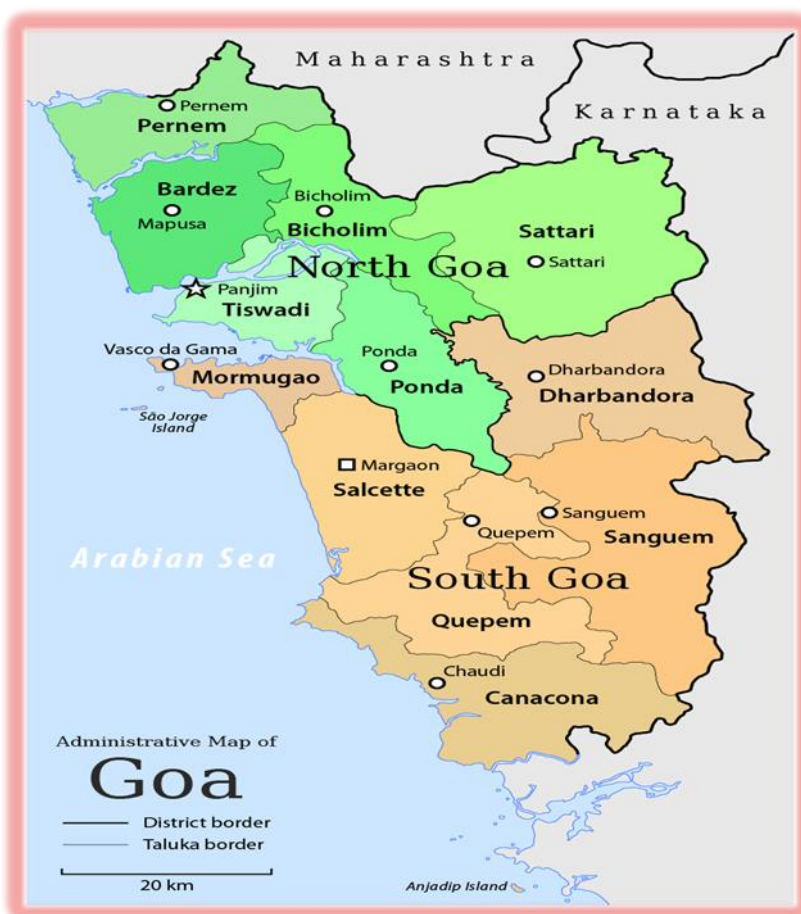 Maharashtra
Karnataka
Pernem
Pernem
Bardez
Mapusa
Bicholim
Bicholim
Sattari
Sattari
North Goa
Panjim
Tiswadi
Vasco da Gama
Mormugao
São Jorge
Island
Ponda
Ponda
Dharbandora
Dharbandora
Margaon
Salcette
Sanguem
Quepem
Sanguem
Arabian Sea
South Goa
Quepem
Chaudi
Canacona
Administrative Map of
Goa
District border
Taluka border
20 km
Anjadip Island